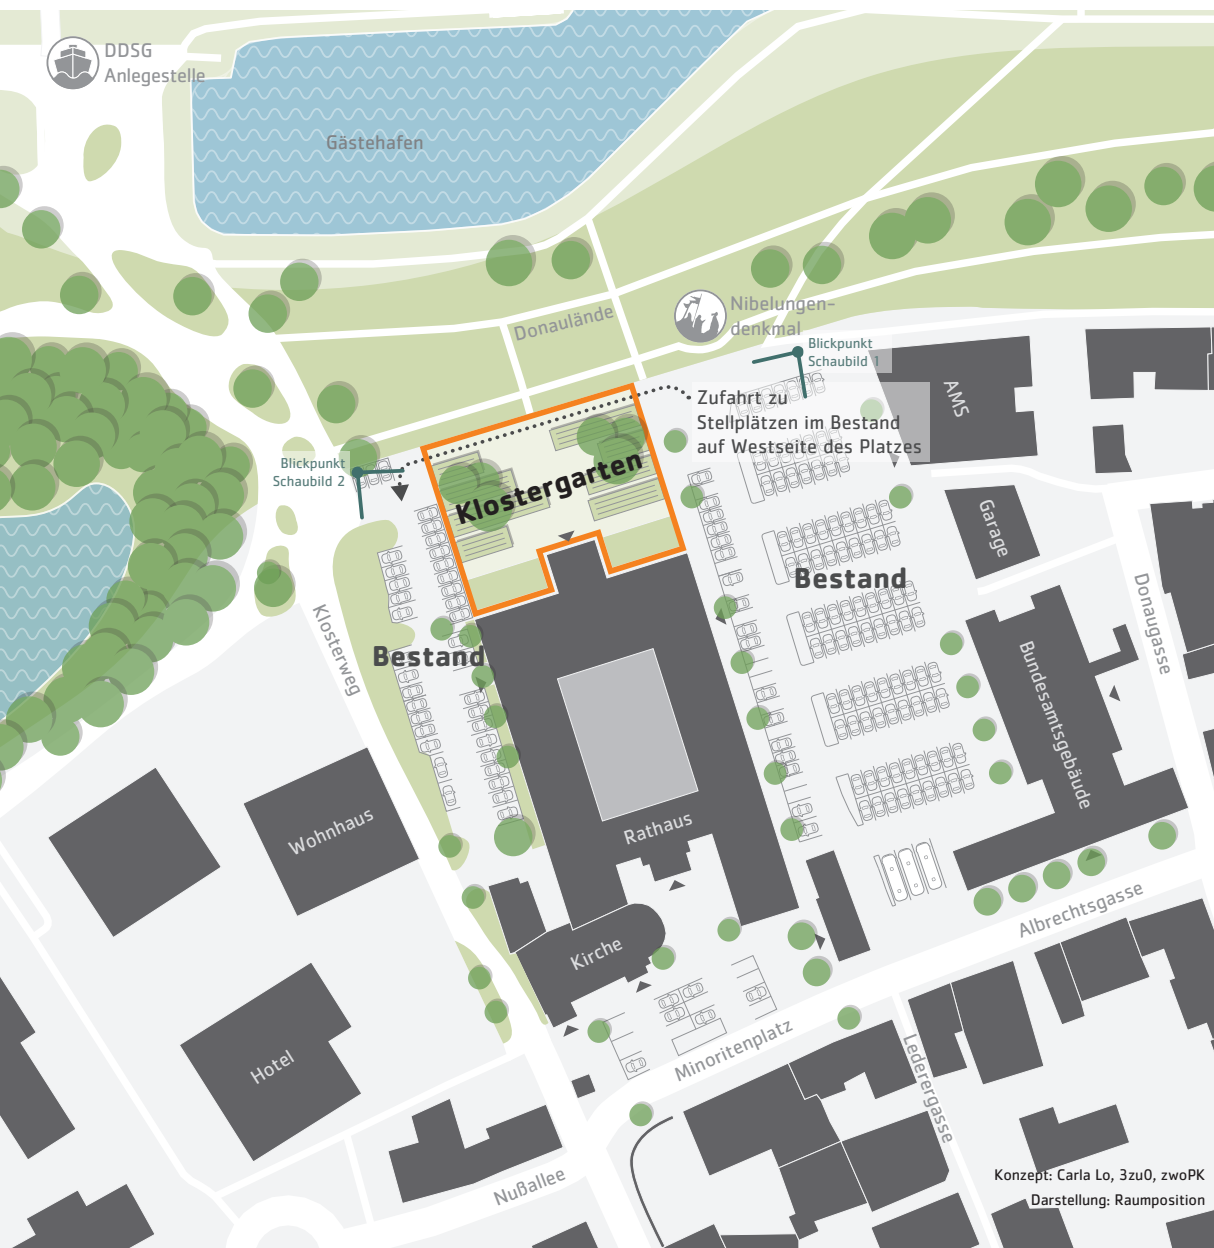 DDSG
Anlegestelle
Gästehafen
Donaulände
Nibelungen-
denkmal
Blickpunkt
Schaubild 1
Zufahrt zu
Stellplätzen im Bestand
auf Westseite des Platzes
AMS
Blickpunkt
Schaubild 2
Klostergarten
Garage
Bestand
Donaugasse
Klosterweg
Bestand
Bundesamtsgebäude
Wohnhaus
Rathaus
Albrechtsgasse
Kirche
Hotel
Minoritenplatz
Lederergasse
Nußallee
Konzept: Carla Lo, 3zu0, zwoPK
Darstellung: Raumposition